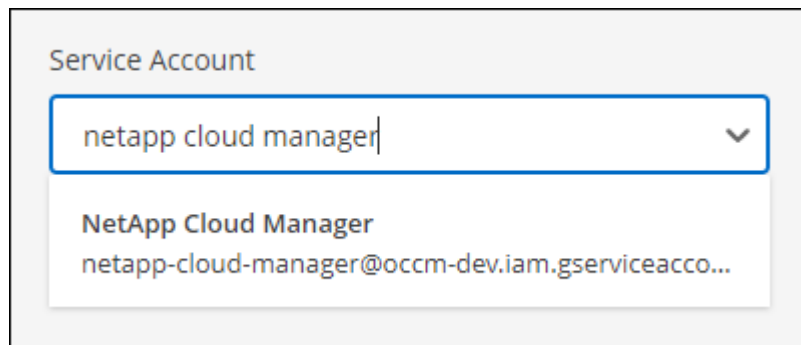 Service Account
netapp cloud manager
NetApp Cloud Manager
netapp-cloud-manager@occm-dev.iam.gserviceacco...